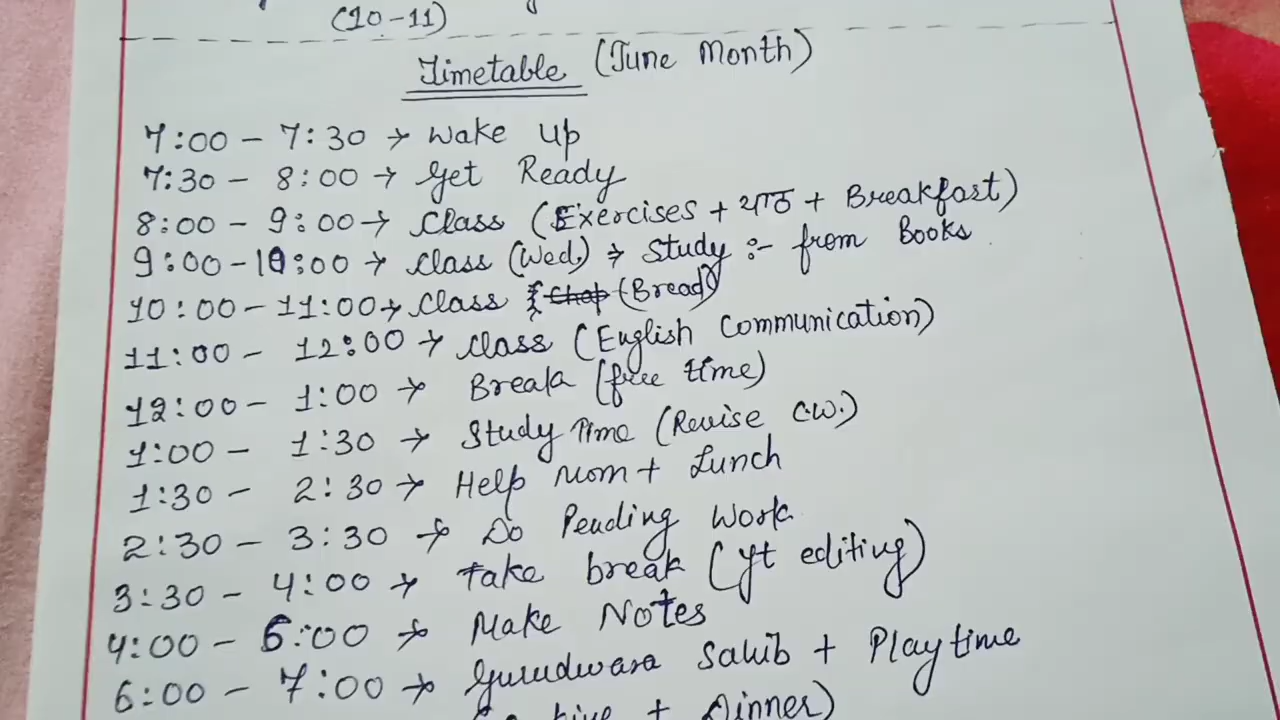 (10-11)
Timetable (June Month)
7:00 - 7:30 → Wake Up
7:30 - 8:00 → Get Ready
8:00 - 9:00 → Class (Exercises + पाठ + Breakfast)
9:00 - 10:00 → Class (Wed.) → Study :- from Books
10:00 - 11:00 → Class (Bread)
11:00 - 12:00 → Class (English Communication)
12:00 - 1:00 → Break (free time)
1:00 - 1:30 → Study Time (Revise C.W.)
1:30 - 2:30 → Help Mom + Lunch
2:30 - 3:30 → Do Pending Work
3:30 - 4:00 → Take break (yt editing)
4:00 - 6:00 → Make Notes
6:00 - 7:00 → Gurudwara Sahib + Playtime
+ Dinner)